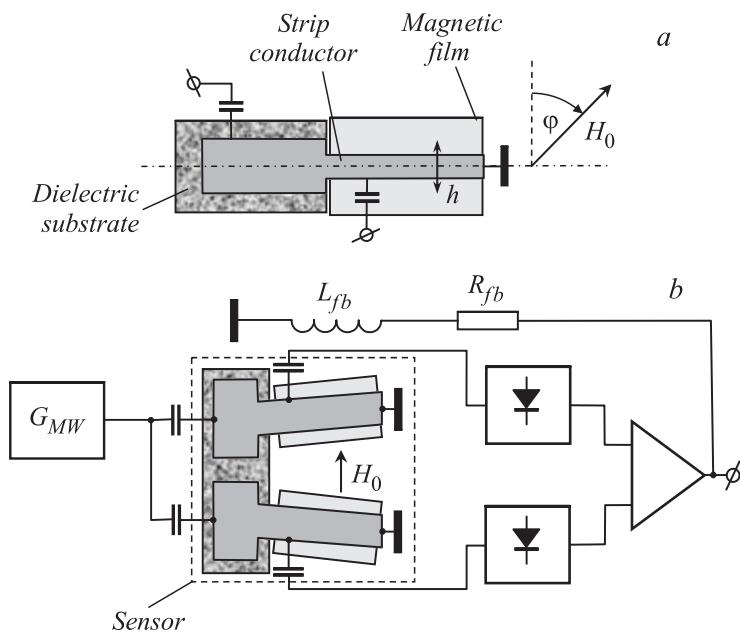 Strip
conductor
Magnetic
film
a
φ
H0
Dielectric
substrate
h
Lfb
Rfb
b
GMW
H0
Sensor